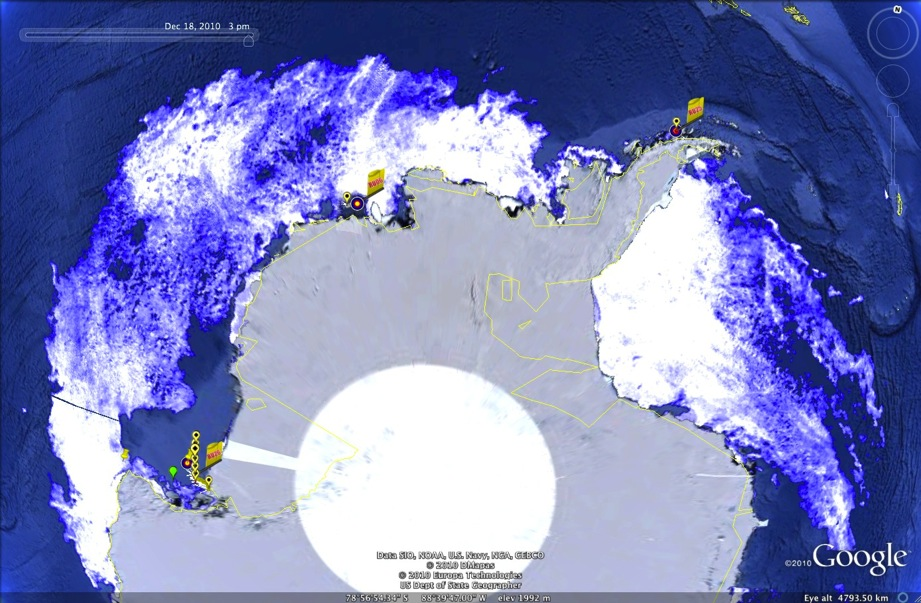 Dec 18, 2010 3 pm
N
Data SIO, NOAA, U.S. Navy, NGA, GEBCO
© 2010 DMapas
© 2010 Europa Technologies
US Dept of State Geographer
©2010 Google
78°56'54.34" S 88°39'47.00" W elev 1992 m
Eye alt 4793.50 km